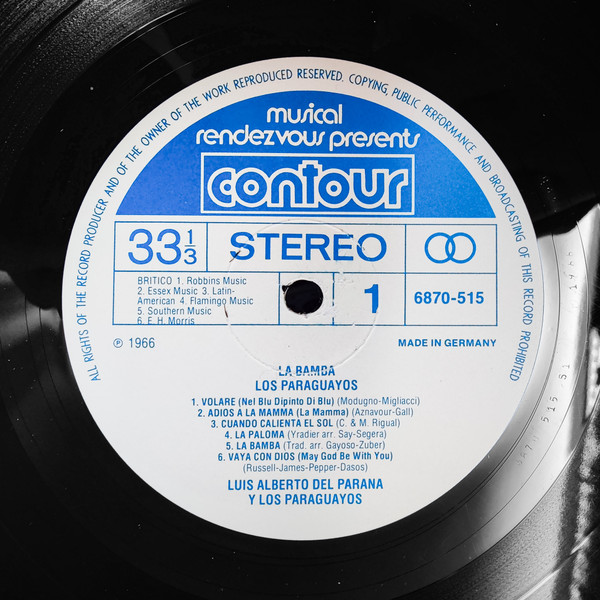 ALL RIGHTS OF THE RECORD PRODUCER AND OF THE OWNER OF THE WORK REPRODUCED RESERVED. COPYING, PUBLIC PERFORMANCE AND BROADCASTING OF THIS RECORD PROHIBITED
musical
rendezvous presents
contour
33 1/3 STEREO
BRITICO 1. Robbins Music
2. Essex Music 3. Latin-
American 4. Flamingo Music
5. Southern Music
6. E. H. Morris
1 6870-515
℗ 1966 MADE IN GERMANY
LA BAMBA
LOS PARAGUAYOS
1. VOLARE (Nel Blu Dipinto Di Blu) (Modugno-Migliacci)
2. ADIOS A LA MAMMA (La Mamma) (Aznavour-Gall)
3. CUANDO CALIENTA EL SOL (C. & M. Rigual)
4. LA PALOMA (Yradier arr. Say-Segera)
5. LA BAMBA (Trad. arr. Gayoso-Zuber)
6. VAYA CON DIOS (May God Be With You)
(Russell-James-Pepper-Dasos)
LUIS ALBERTO DEL PARANA
Y LOS PARAGUAYOS